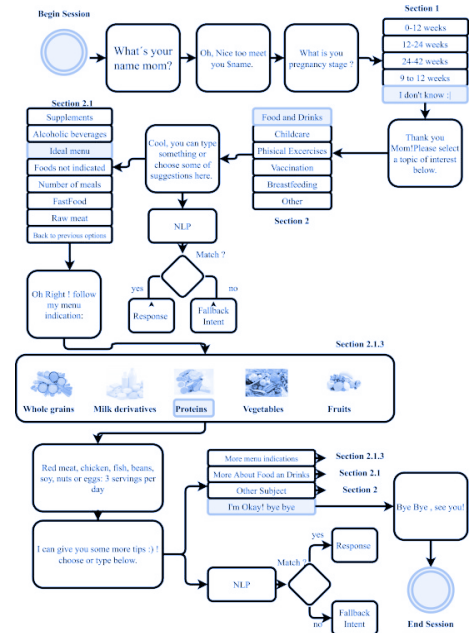 Begin Session
What´s your
name mom?
Oh, Nice too meet
you $name.
What is you
pregnancy stage ?
Section 1
0-12 weeks
12-24 weeks
24-42 weeks
9 to 12 weeks
I don't know :|
Thank you
Mom!Please select
a topic of interest
below.
Food and Drinks
Childcare
Phisical Excercises
Vaccination
Breastfeeding
Other
Section 2
Cool, you can type
something or
choose some of
suggestions here.
NLP
Match ?
yes
no
Response
Fallback
Intent
Section 2.1
Supplements
Alcoholic beverages
Ideal menu
Foods not indicated
Number of meals
FastFood
Raw meat
Back to previous options
Oh Right ! follow
my menu
indication:
Section 2.1.3
Whole grains
Milk derivatives
Proteins
Vegetables
Fruits
Red meat, chicken, fish, beans,
soy, nuts or eggs: 3 servings per
day
I can give you some more tips :) !
choose or type below.
More menu indications
Section 2.1.3
More About Food an Drinks
Section 2.1
Other Subject
Section 2
I'm Okay! bye bye
Bye Bye , see you!
End Session
NLP
Match ?
yes
Response
no
Fallback
Intent